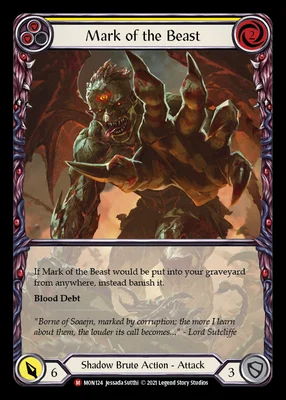 Mark of the Beast
If Mark of the Beast would be put into your graveyard
from anywhere, instead banish it.
Blood Debt
"Borne of Soaejn, marked by corruption; the more I learn
about them, the louder its call becomes..." - Lord Sutcliffe
6
Shadow Brute Action - Attack
3
M MON124 Jessada Sutthi © 2021 Legend Story Studios